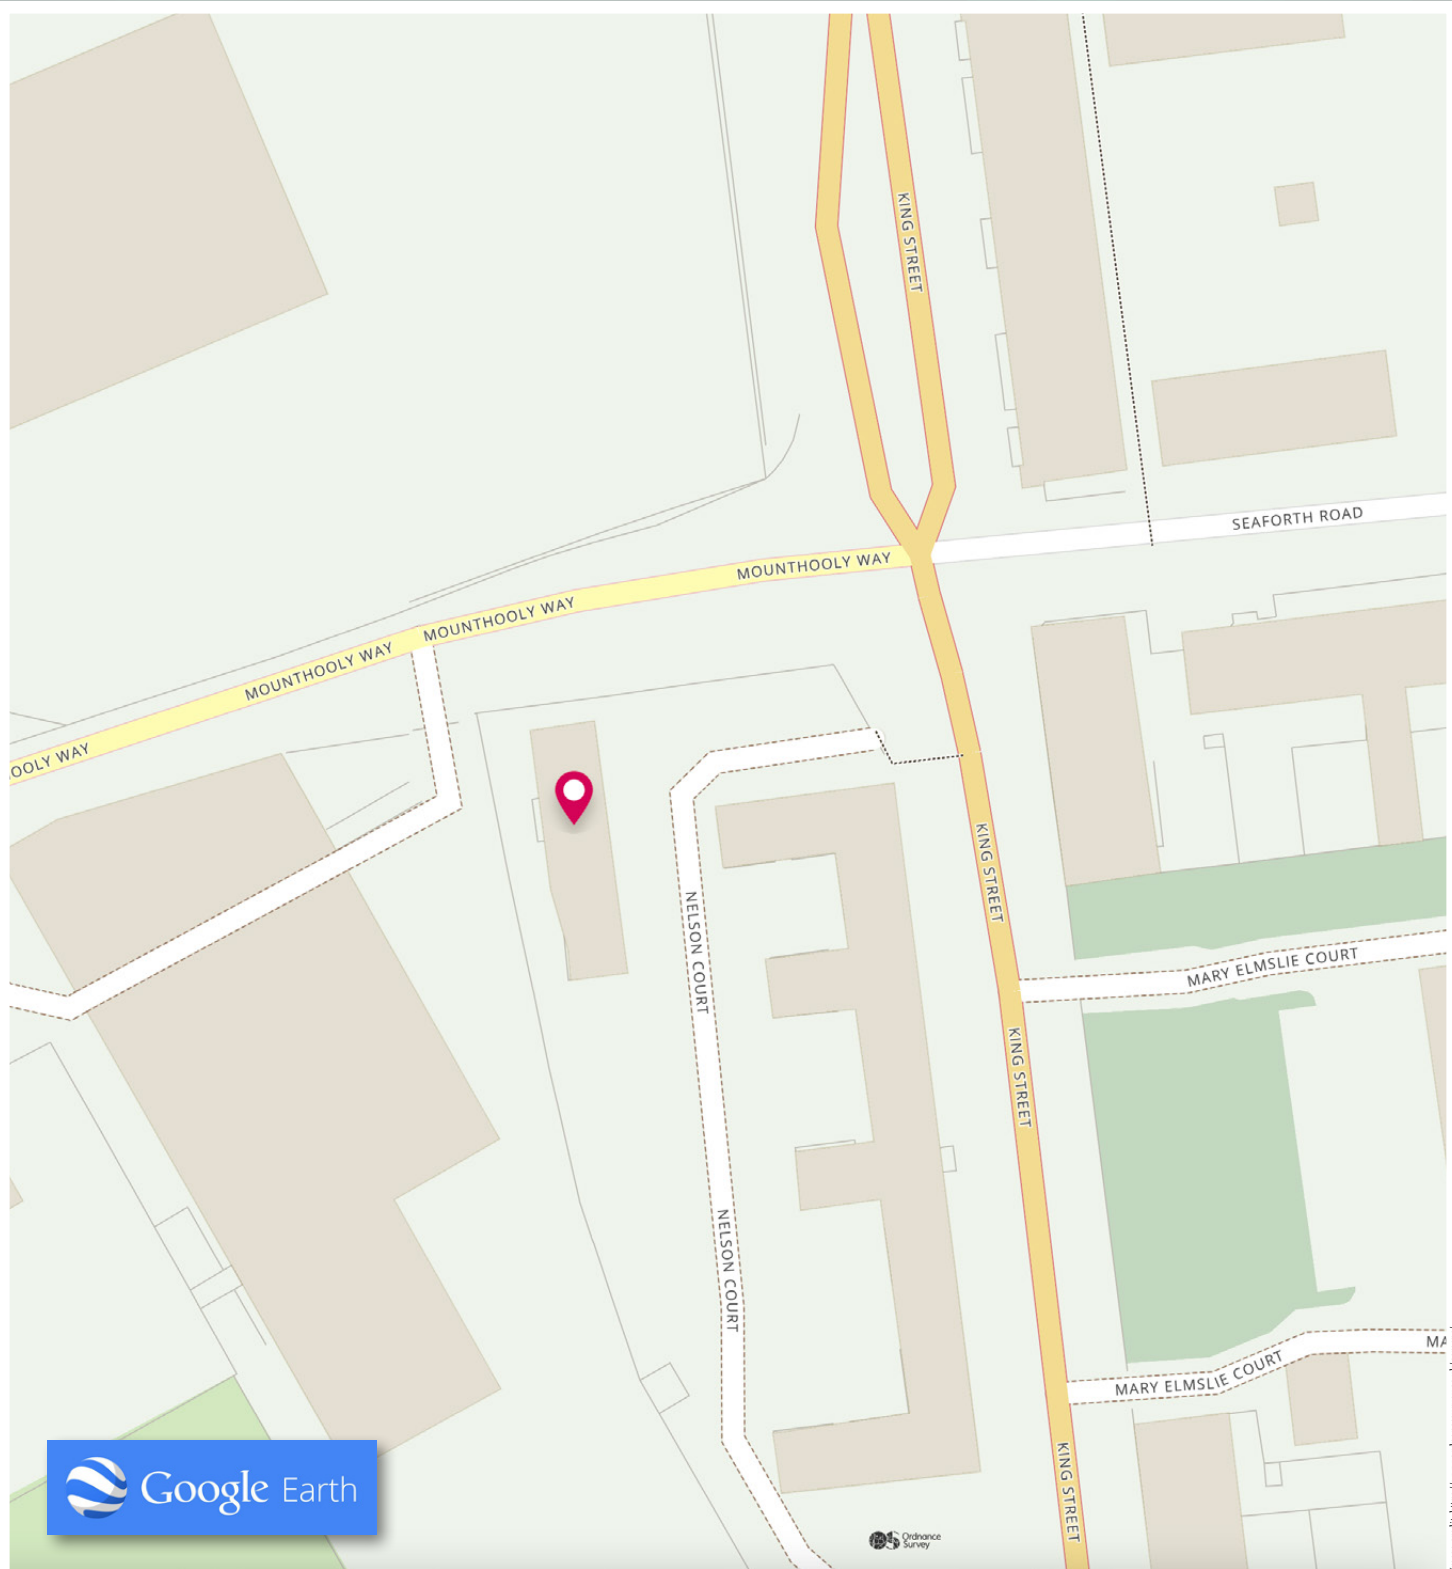 KING STREET
SEAFORTH ROAD
MOUNTHOOLY WAY
MOUNTHOOLY WAY
MOUNTHOOLY WAY
OOLY WAY
KING STREET
NELSON COURT
MARY ELMSLIE COURT
KING STREET
NELSON COURT
MA
MARY ELMSLIE COURT
KING STREET
Google Earth
OS
Ordnance
Survey